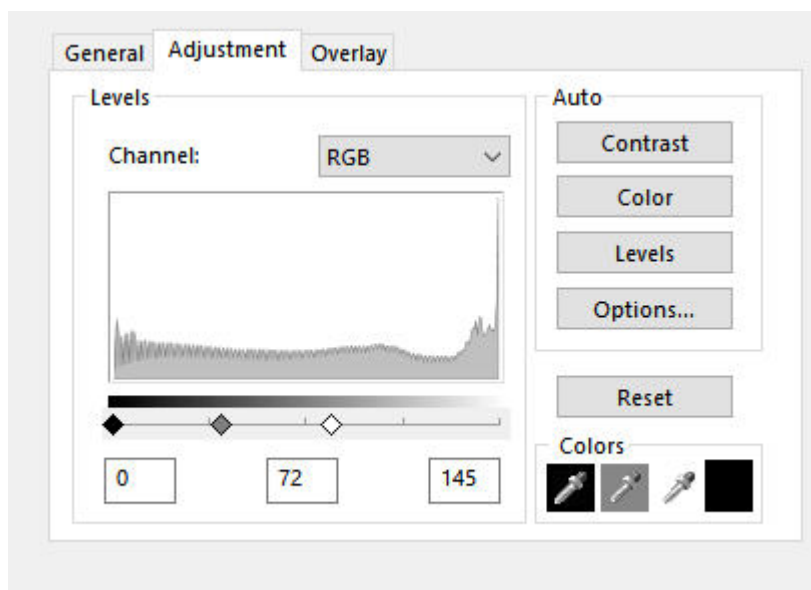 General Adjustment Overlay
Levels
Channel: RGB
0 72 145
Auto
Contrast
Color
Levels
Options...
Reset
Colors